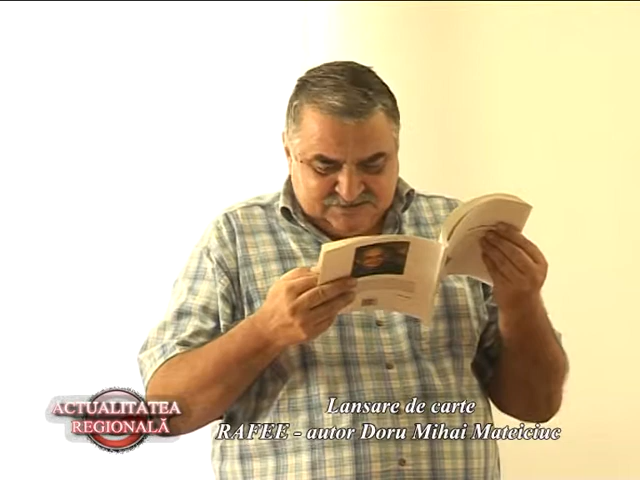 Lansare de carte
RAFEE - autor Doru Mihai Mateiciuc
ACTUALITATEA
REGIONALĂ